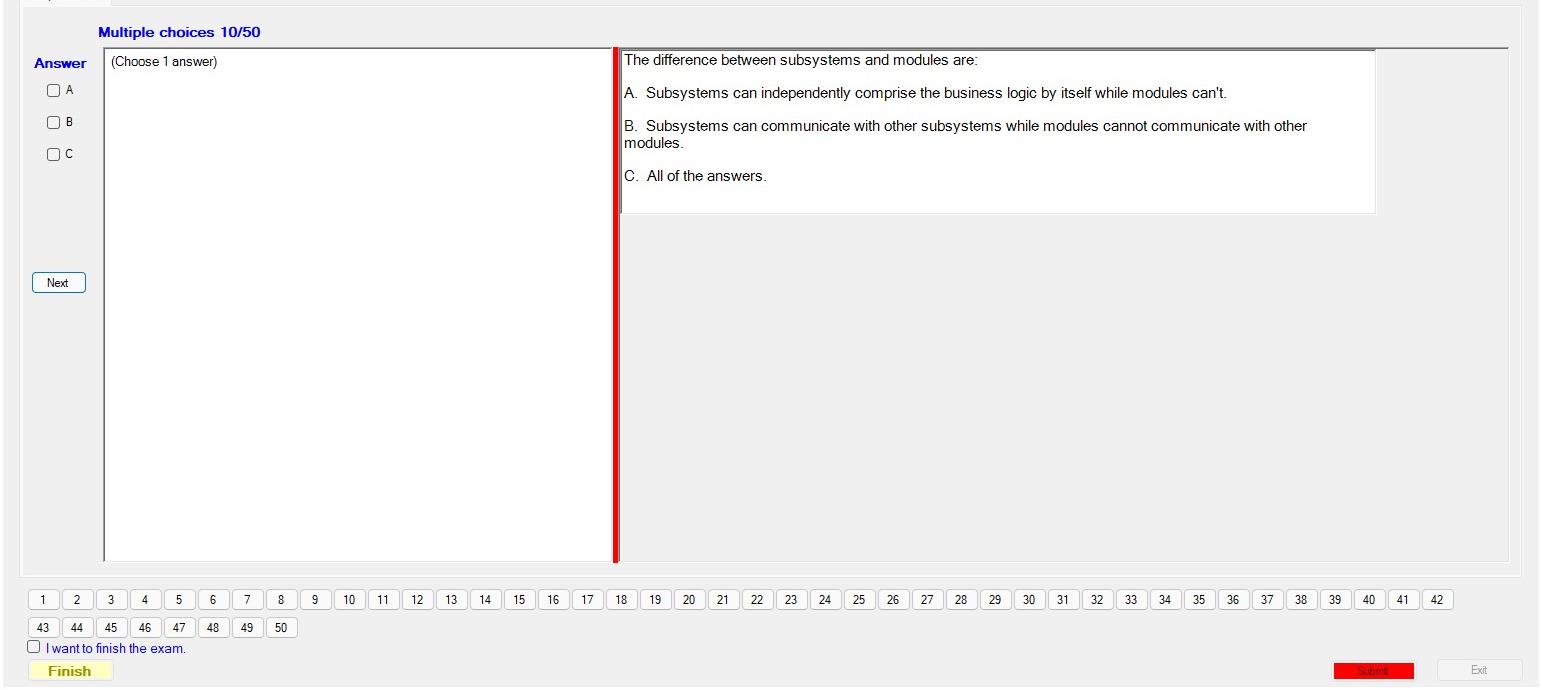 Multiple choices 10/50
Answer
(Choose 1 answer)
A
B
C
Next
The difference between subsystems and modules are:
A. Subsystems can independently comprise the business logic by itself while modules can't.
B. Subsystems can communicate with other subsystems while modules cannot communicate with other
modules.
C. All of the answers.
1 2 3 4 5 6 7 8 9 10 11 12 13 14 15 16 17 18 19 20 21 22 23 24 25 26 27 28 29 30 31 32 33 34 35 36 37 38 39 40 41 42
43 44 45 46 47 48 49 50
I want to finish the exam.
Finish
Submit
Exit